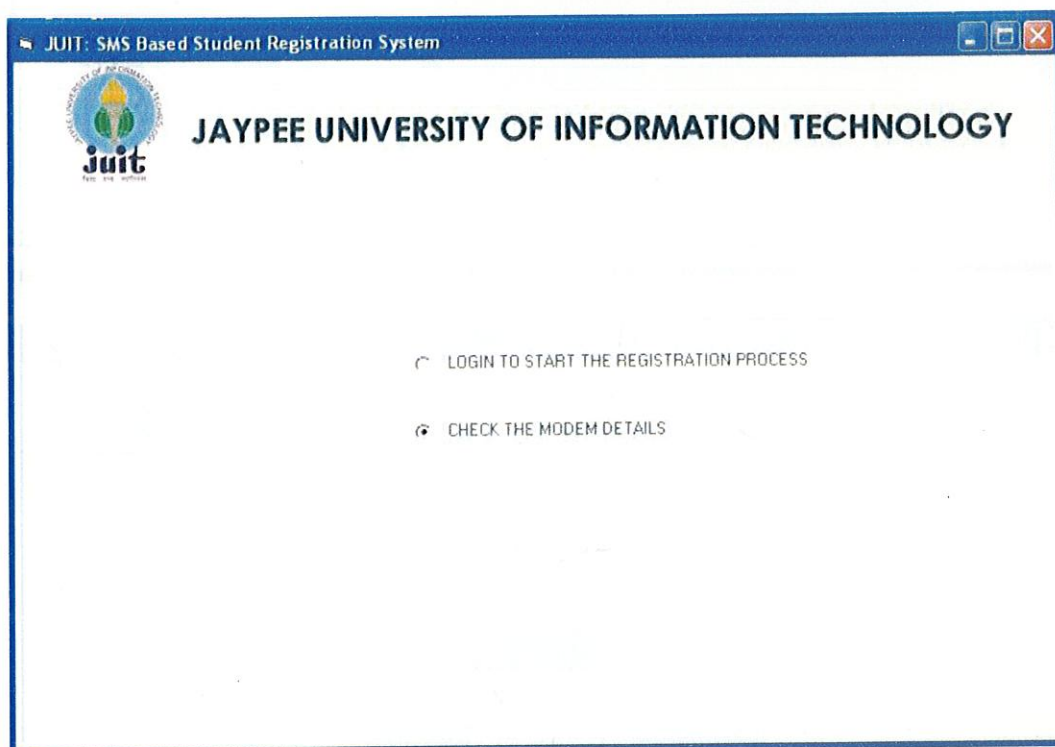 JUIT: SMS Based Student Registration System
juit
JAYPEE UNIVERSITY OF INFORMATION TECHNOLOGY
LOGIN TO START THE REGISTRATION PROCESS
CHECK THE MODEM DETAILS